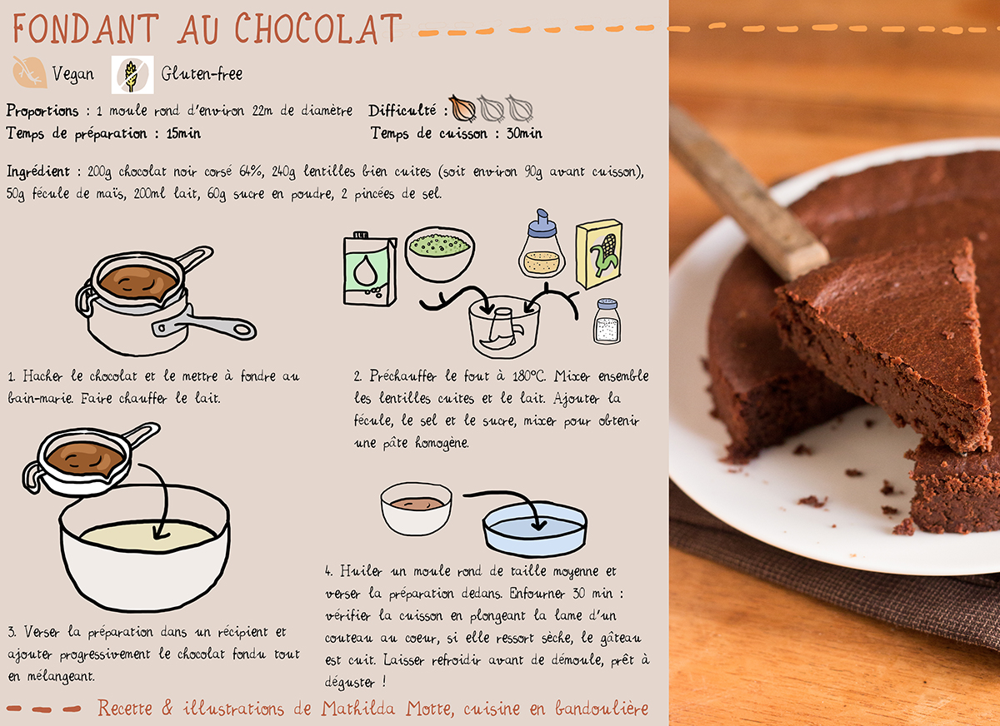 FONDANT AU CHOCOLAT
Vegan Gluten-free
Proportions : 1 moule rond d'environ 22m de diamètre Difficulté :
Temps de préparation : 15min Temps de cuisson : 30min
Ingrédient : 200g chocolat noir corsé 64%, 240g lentilles bien cuites (soit environ 90g avant cuisson),
50g fécule de maïs, 200ml lait, 60g sucre en poudre, 2 pincées de sel.
1. Hacher le chocolat et le mettre à fondre au
bain-marie. Faire chauffer le lait.
2. Préchauffer le fout à 180°C. Mixer ensemble
les lentilles cuites et le lait. Ajouter la
fécule, le sel et le sucre, mixer pour obtenir
une pâte homogène.
3. Verser la préparation dans un récipient et
ajouter progressivement le chocolat fondu tout
en mélangeant.
4. Huiler un moule rond de taille moyenne et
verser la préparation dedans. Enfourner 30 min :
vérifier la cuisson en plongeant la lame d'un
couteau au coeur, si elle ressort sèche, le gâteau
est cuit. Laisser refroidir avant de démoule, prêt à
déguster !
Recette & illustrations de Mathilda Motte, cuisine en bandoulière